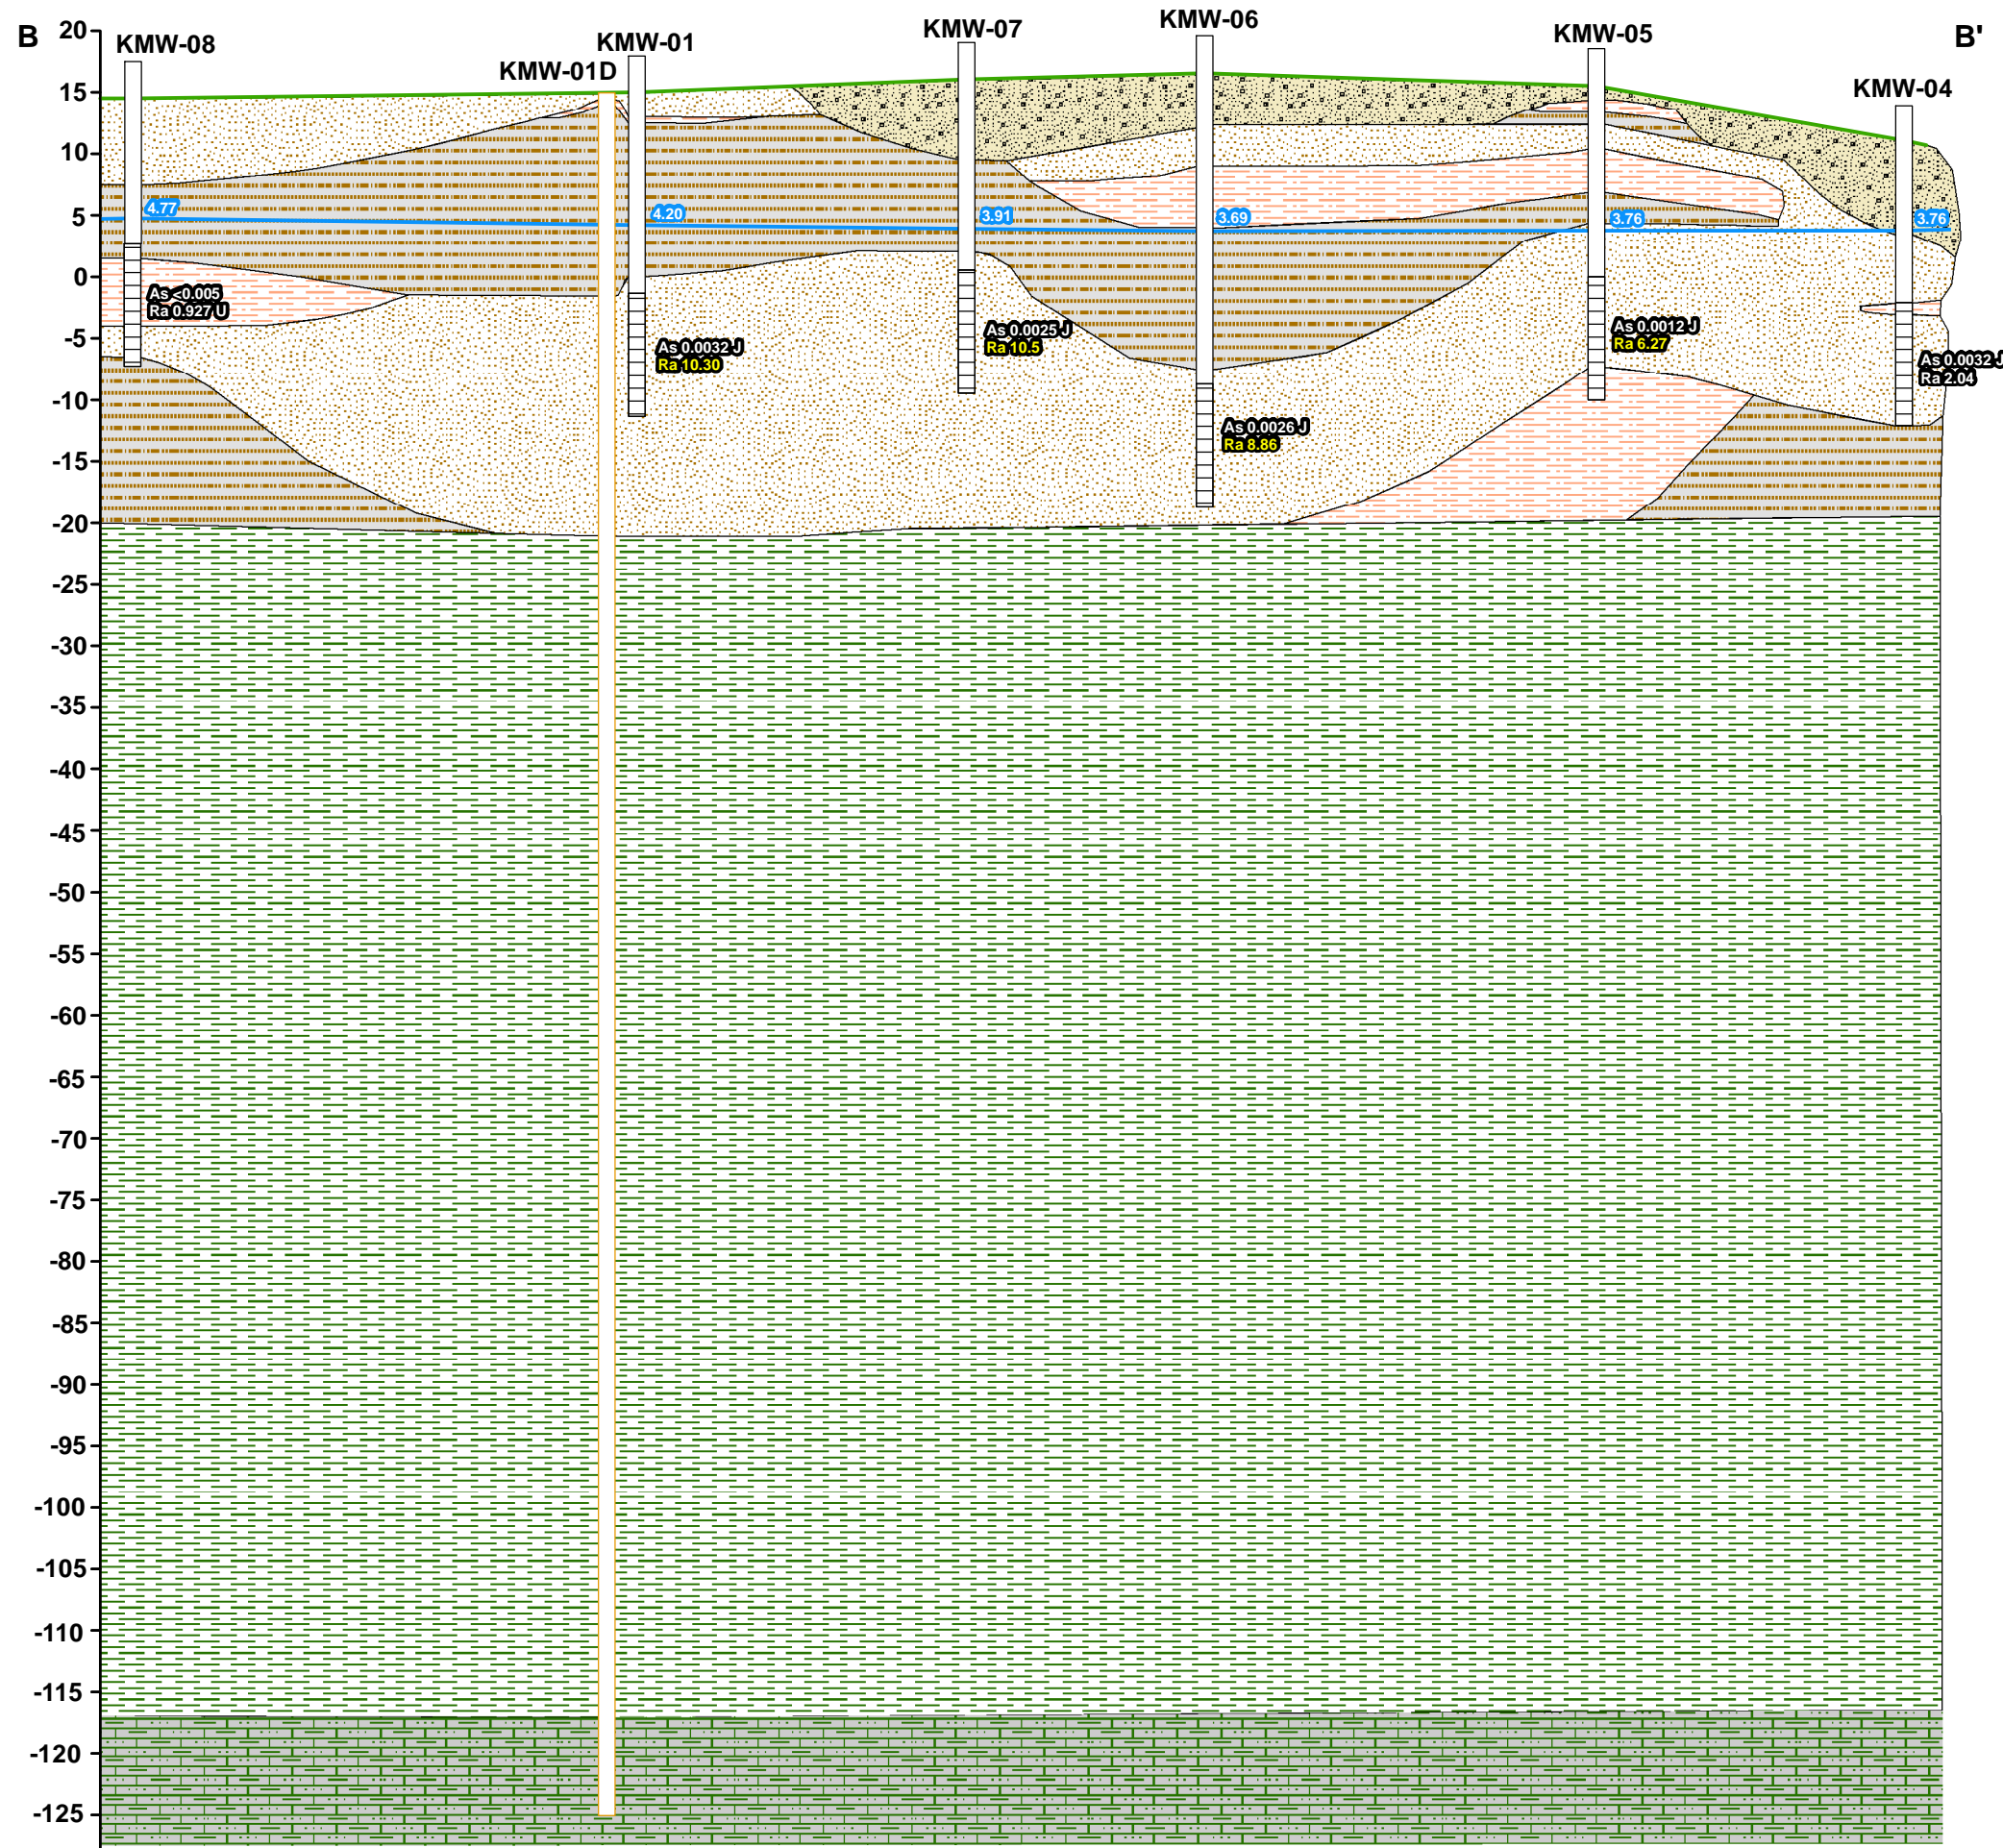 B
B'
KMW-08
KMW-01D
KMW-01
KMW-07
KMW-06
KMW-05
KMW-04
20
15
10
5
0
-5
-10
-15
-20
-25
-30
-35
-40
-45
-50
-55
-60
-65
-70
-75
-80
-85
-90
-95
-100
-105
-110
-115
-120
-125
4.77
4.20
3.91
3.69
3.76
3.76
As <0.005
Ra 0.927 U
As 0.0032 J
Ra 10.30
As 0.0025 J
Ra 10.5
As 0.0026 J
Ra 8.86
As 0.0012 J
Ra 6.27
As 0.0032 J
Ra 2.04